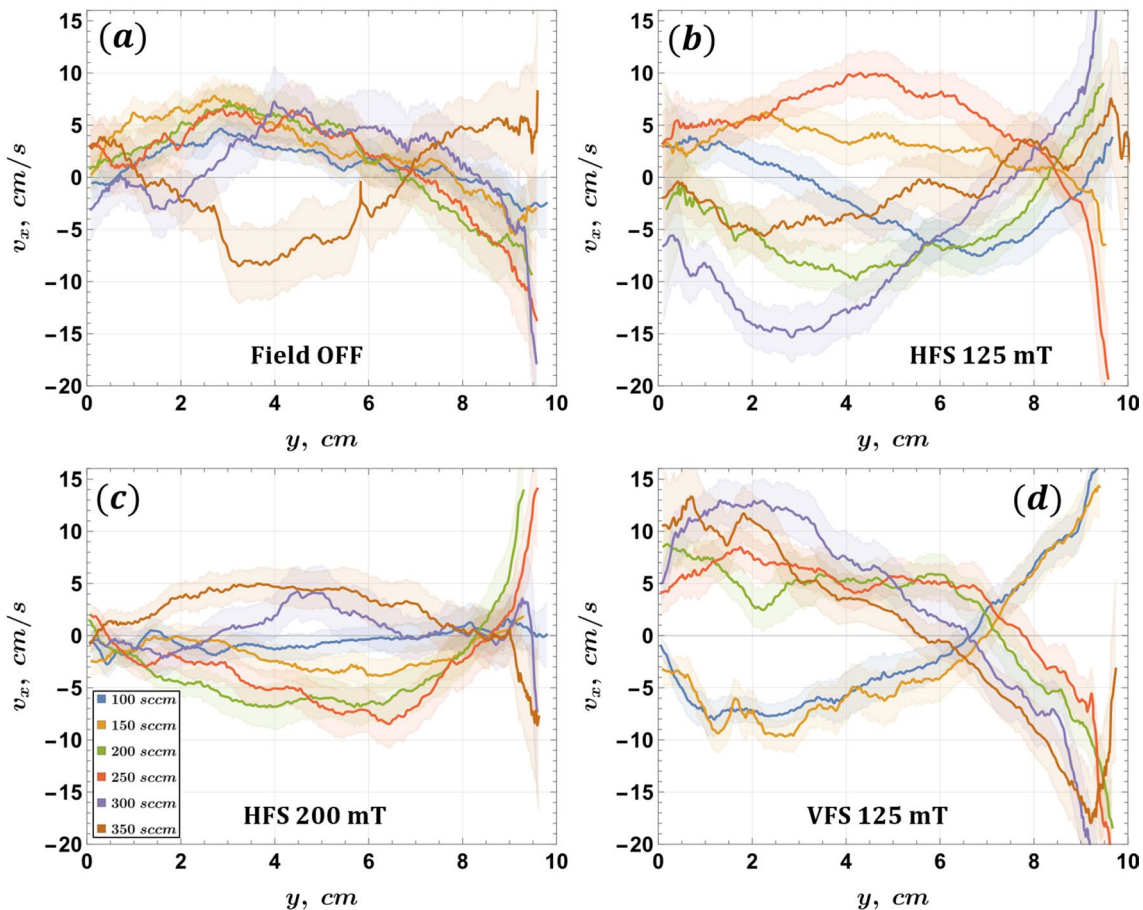 (a)
15
10
5
0
−5
−10
−15
−20
v_x, cm/s
Field OFF
0 2 4 6 8 10
y, cm
(b)
15
10
5
0
−5
−10
−15
−20
v_x, cm/s
HFS 125 mT
0 2 4 6 8 10
y, cm
(c)
15
10
5
0
−5
−10
−15
−20
v_x, cm/s
100 sccm
150 sccm
200 sccm
250 sccm
300 sccm
350 sccm
HFS 200 mT
0 2 4 6 8 10
y, cm
(d)
15
10
5
0
−5
−10
−15
−20
v_x, cm/s
VFS 125 mT
0 2 4 6 8 10
y, cm